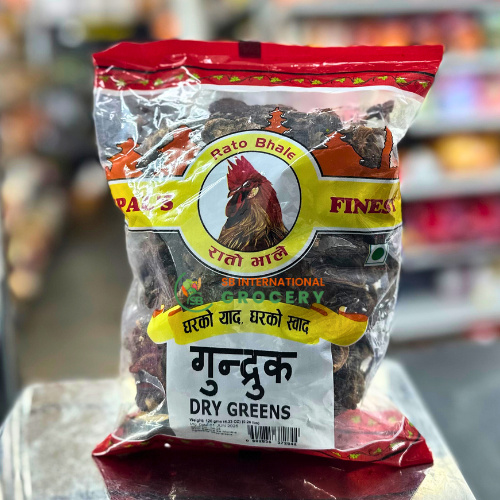 Rato Bhale
PAL'S FINEST
रातो भाले
SB INTERNATIONAL
GROCERY
घरको याद, घरको स्वाद
गुन्द्रुक
DRY GREENS